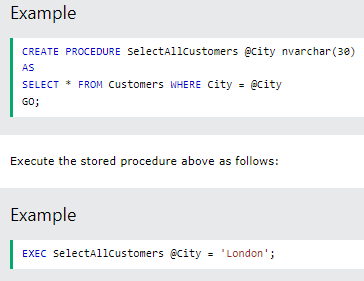 Example
CREATE PROCEDURE SelectAllCustomers @City nvarchar(30)
AS
SELECT * FROM Customers WHERE City = @City
GO;
Execute the stored procedure above as follows:
Example
EXEC SelectAllCustomers @City = 'London';